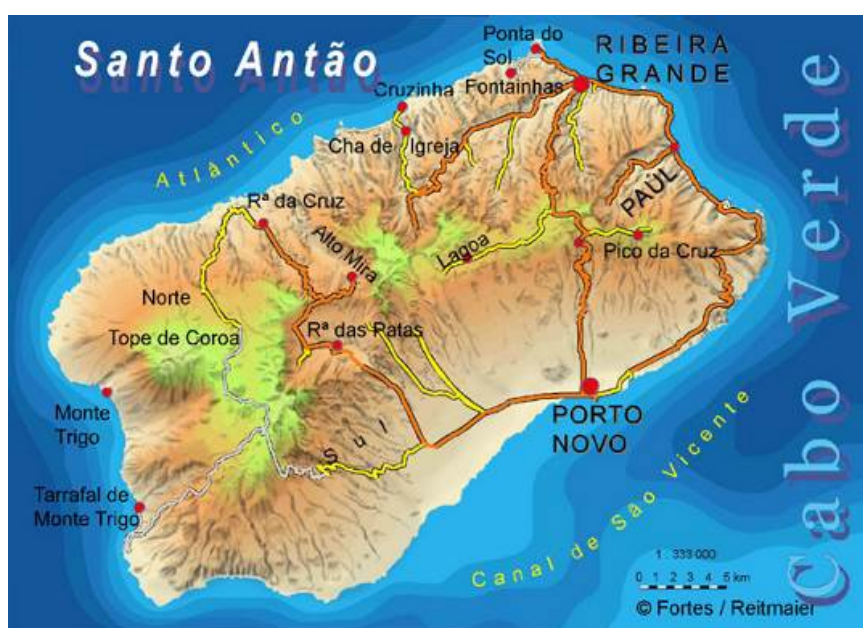 Santo Antão
Ponta do
Sol
RIBEIRA
GRANDE
Fontainhas
Cruzinha
Cha de Igreja
Atlântico
PAÚL
Rª da Cruz
Alto Mira
Lagoa
Pico da Cruz
Norte
Tope de Coroa
Rª das Patas
Monte
Trigo
PORTO
NOVO
Sul
Tarrafal de
Monte Trigo
Canal de São Vicente
Cabo Verde
1 : 333 000
0 1 2 3 4 5 km
© Fortes / Reitmaier